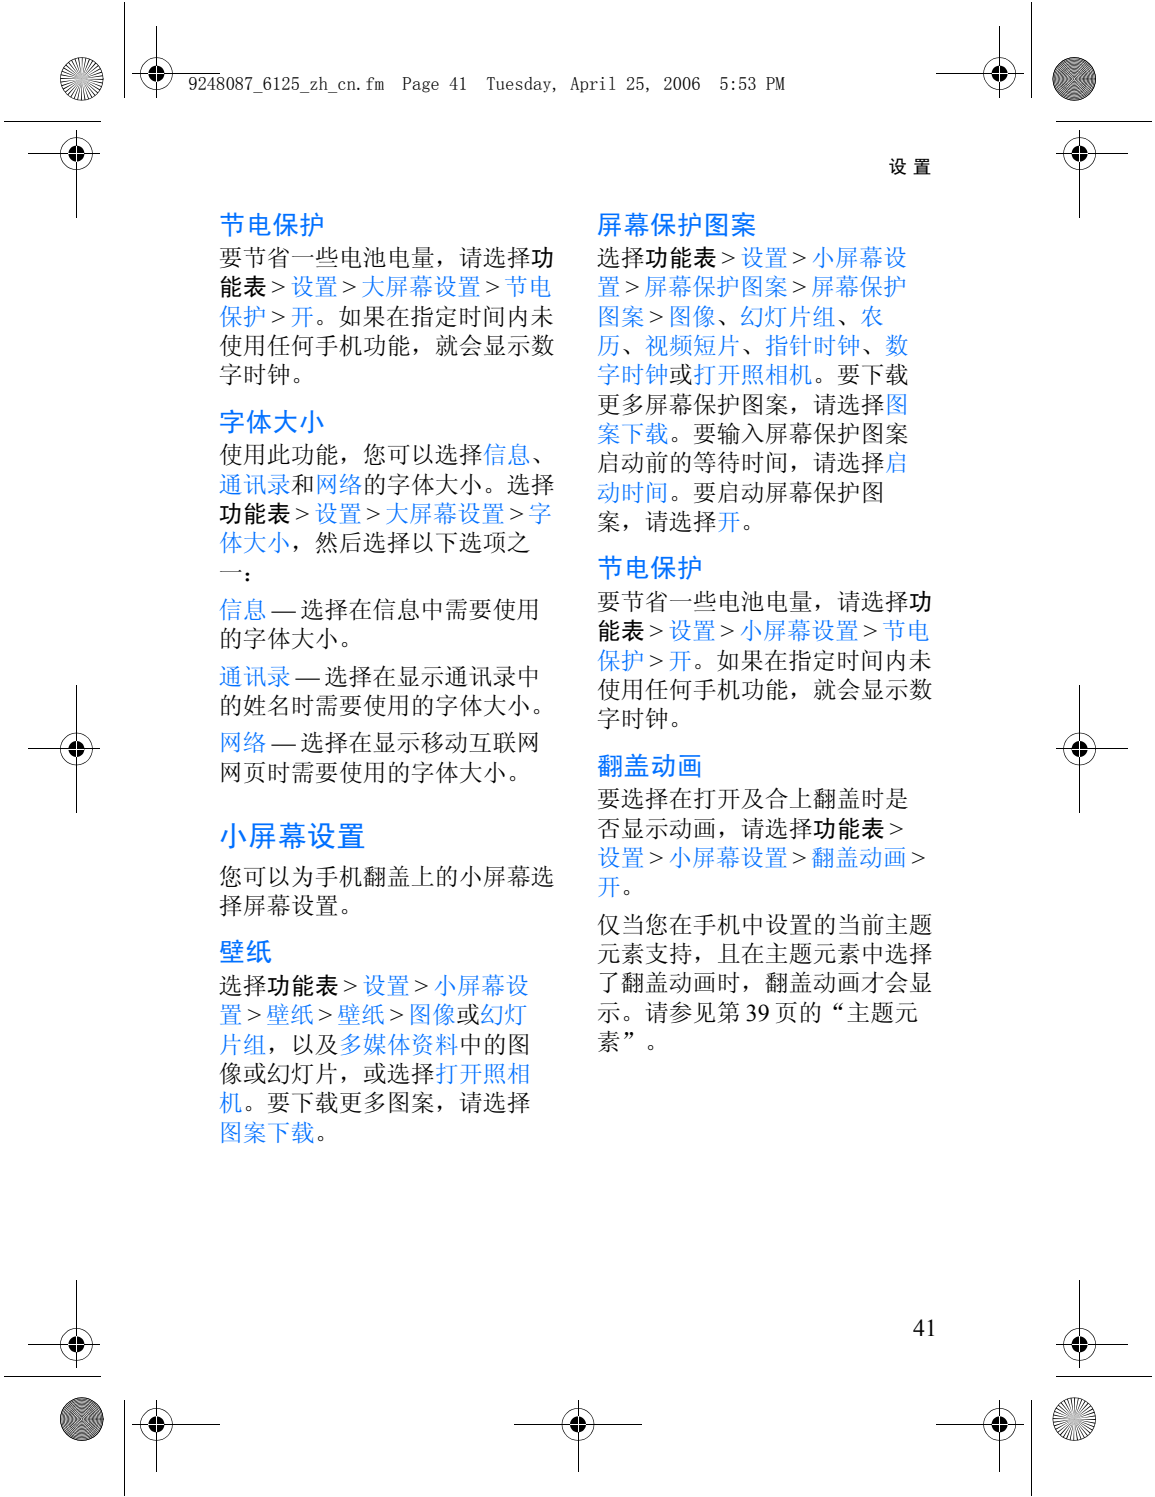 9248087_6125_zh_cn.fm Page 41 Tuesday, April 25, 2006 5:53 PM
设 置
节电保护
要节省一些电池电量，请选择功
能表 > 设置 > 大屏幕设置 > 节电
保护 > 开。如果在指定时间内未
使用任何手机功能，就会显示数
字时钟。
字体大小
使用此功能，您可以选择信息、
通讯录和网络的字体大小。选择
功能表 > 设置 > 大屏幕设置 > 字
体大小，然后选择以下选项之
一：
信息 — 选择在信息中需要使用
的字体大小。
通讯录 — 选择在显示通讯录中
的姓名时需要使用的字体大小。
网络 — 选择在显示移动互联网
网页时需要使用的字体大小。
小屏幕设置
您可以为手机翻盖上的小屏幕选
择屏幕设置。
壁纸
选择功能表 > 设置 > 小屏幕设
置 > 壁纸 > 壁纸 > 图像或幻灯
片组，以及多媒体资料中的图
像或幻灯片，或选择打开照相
机。要下载更多图案，请选择
图案下载。
屏幕保护图案
选择功能表 > 设置 > 小屏幕设
置 > 屏幕保护图案 > 屏幕保护
图案 > 图像、幻灯片组、农
历、视频短片、指针时钟、数
字时钟或打开照相机。要下载
更多屏幕保护图案，请选择图
案下载。要输入屏幕保护图案
启动前的等待时间，请选择启
动时间。要启动屏幕保护图
案，请选择开。
节电保护
要节省一些电池电量，请选择功
能表 > 设置 > 小屏幕设置 > 节电
保护 > 开。如果在指定时间内未
使用任何手机功能，就会显示数
字时钟。
翻盖动画
要选择在打开及合上翻盖时是
否显示动画，请选择功能表 >
设置 > 小屏幕设置 > 翻盖动画 >
开。
仅当您在手机中设置的当前主题
元素支持，且在主题元素中选择
了翻盖动画时，翻盖动画才会显
示。请参见第 39 页的“主题元
素”。
41